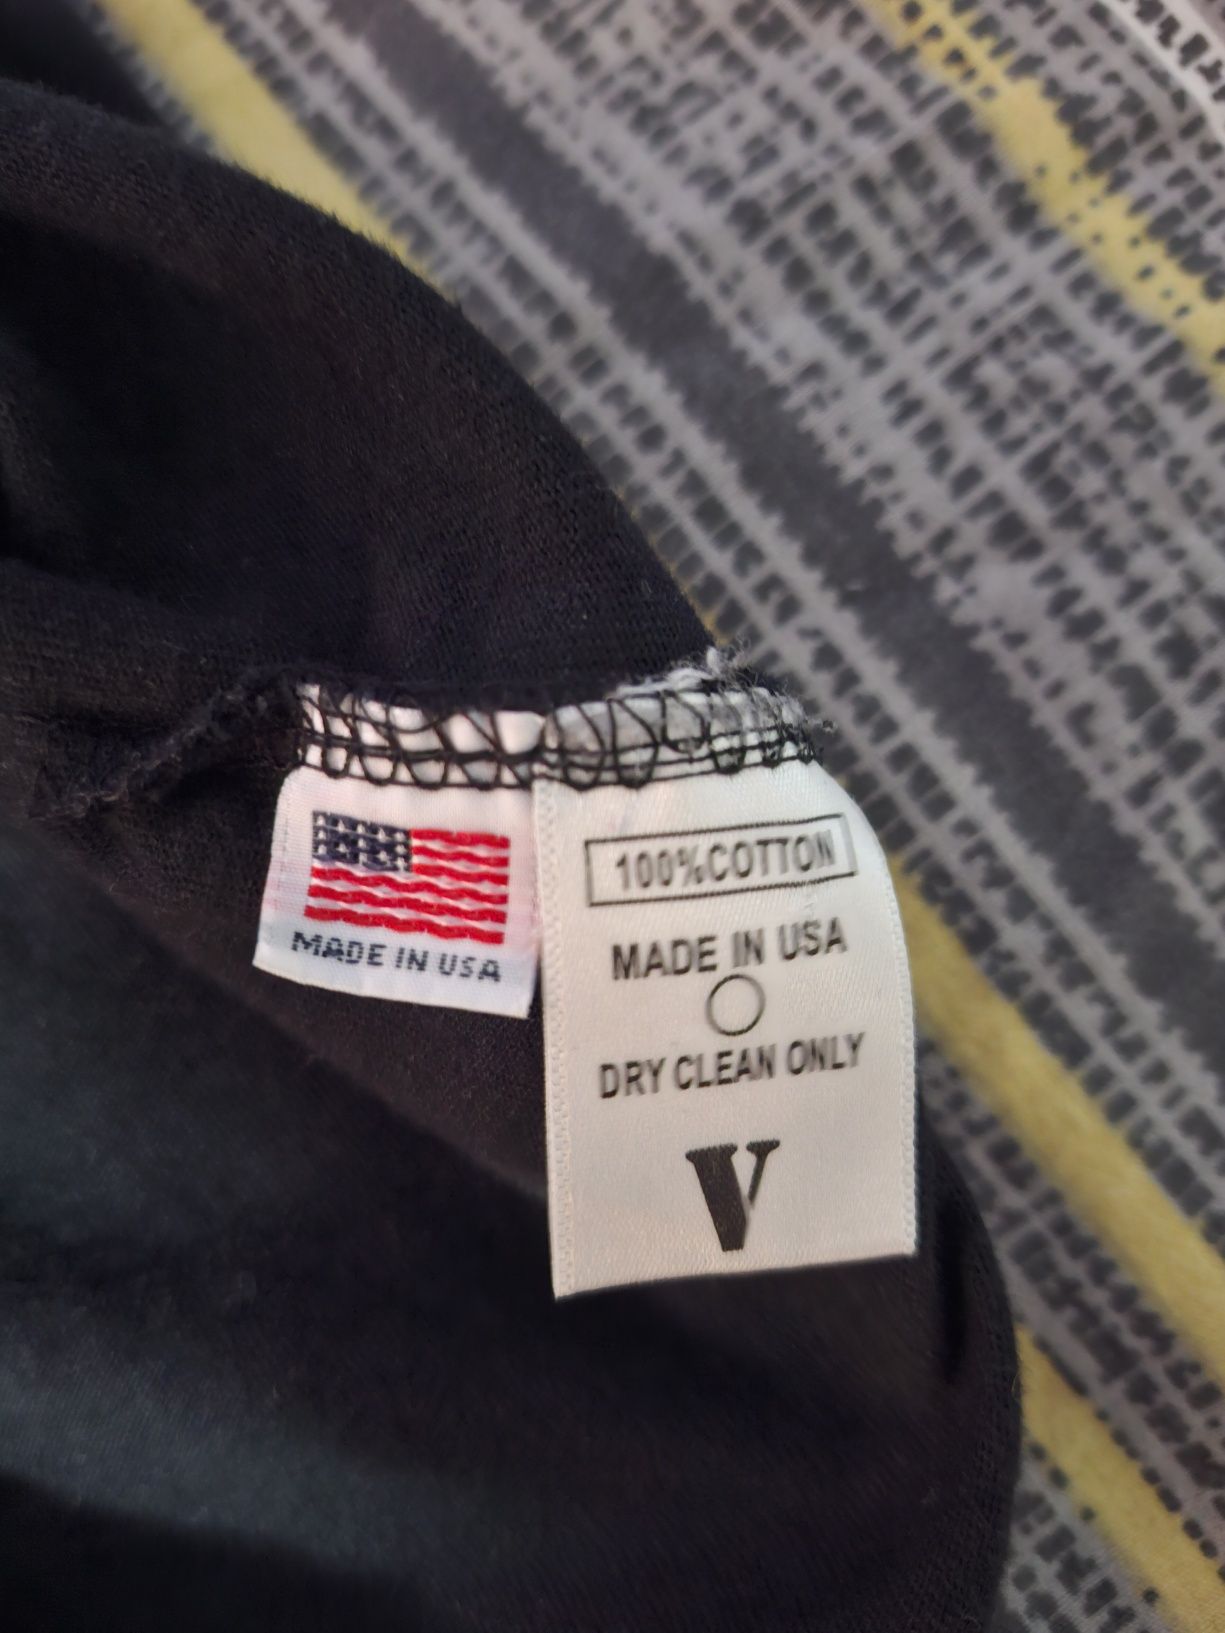 MADE IN USA
100%COTTON
MADE IN USA
DRY CLEAN ONLY
V